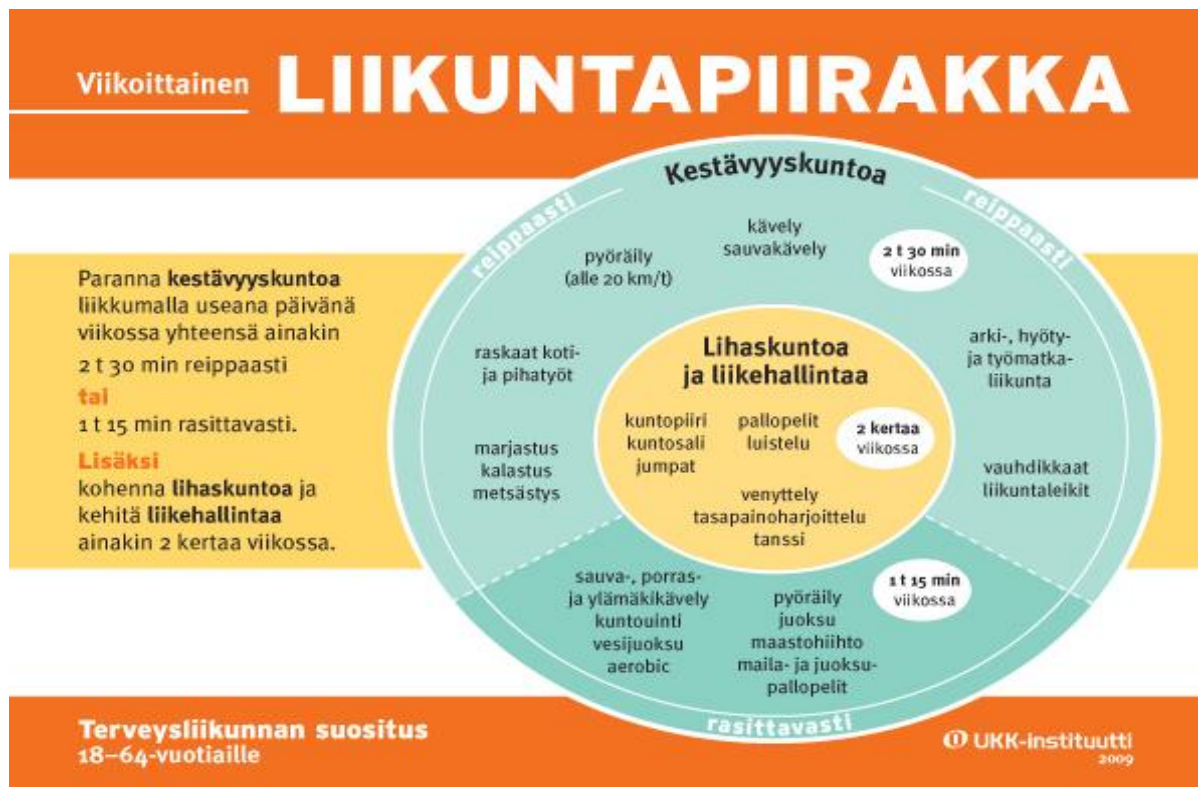 Viikoittainen LIIKUNTAPIIRAKKA
Paranna kestävyyskuntoa
liikkumalla useana päivänä
viikossa yhteensä ainakin
2 t 30 min reippaasti
tai
1 t 15 min rasittavasti.
Lisäksi
kohenna lihaskuntoa ja
kehitä liikehallintaa
ainakin 2 kertaa viikossa.
Kestävyyskuntoa
reippaasti
reippaasti
kävely
sauvakävely
2 t 30 min
viikossa
pyöräily
(alle 20 km/t)
raskaat koti-
ja pihatyöt
marjastus
kalastus
metsästys
arki-, hyöty-
ja työmatka-
liikunta
vauhdikkaat
liikuntaleikit
Lihaskuntoa
ja liikehallintaa
kuntopiiri
kuntosali
jumpat
pallopelit
luistelu
2 kertaa
viikossa
venyttely
tasapainoharjoittelu
tanssi
sauva-, porras-
ja ylämäkikävely
kuntouinti
vesijuoksu
aerobic
pyöräily
juoksu
maastohiihto
maila- ja juoksu-
pallopelit
1 t 15 min
viikossa
rasittavasti
Terveysliikunnan suositus
18–64-vuotiaille
UKK-instituutti
2009